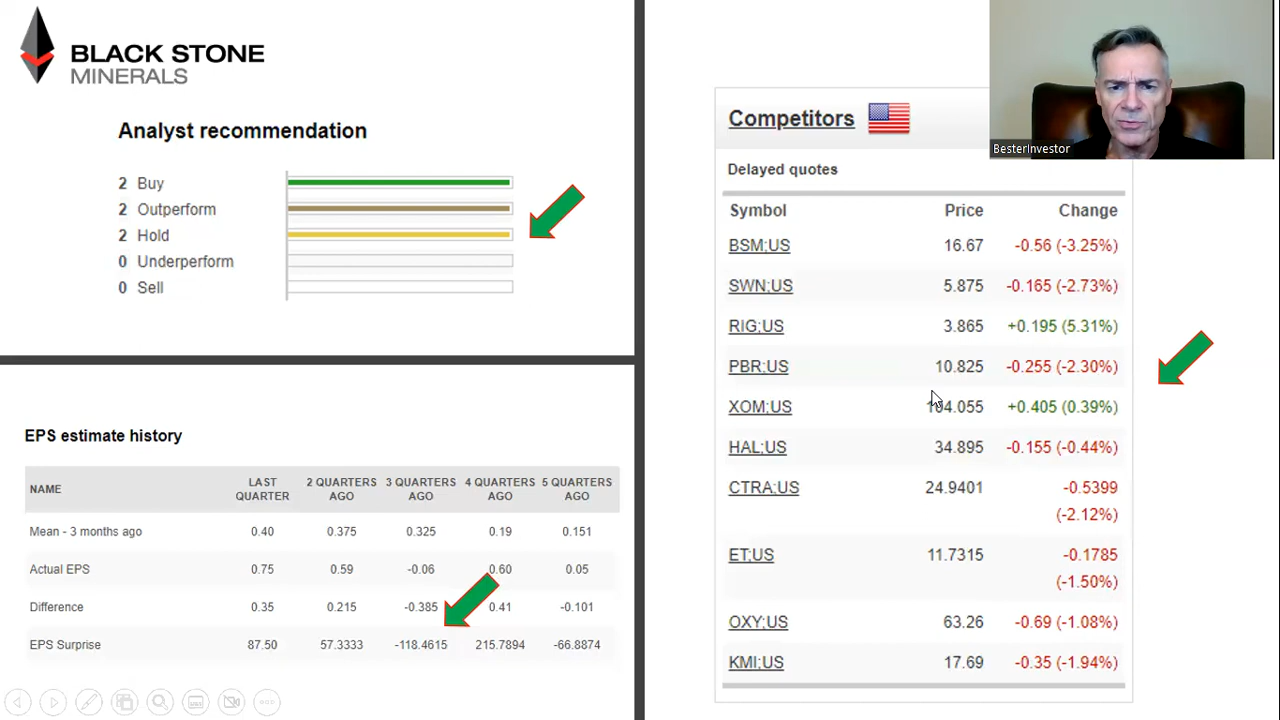 BLACK STONE
MINERALS
Analyst recommendation
2 Buy
2 Outperform
2 Hold
0 Underperform
0 Sell
EPS estimate history
NAME LAST QUARTER 2 QUARTERS AGO 3 QUARTERS AGO 4 QUARTERS AGO 5 QUARTERS AGO
Mean - 3 months ago 0.40 0.375 0.325 0.19 0.151
Actual EPS 0.75 0.59 -0.06 0.60 0.05
Difference 0.35 0.215 -0.385 0.41 -0.101
EPS Surprise 87.50 57.3333 -118.4615 215.7894 -66.8874
BesterInvestor
Competitors
Delayed quotes
Symbol Price Change
BSM;US 16.67 -0.56 (-3.25%)
SWN;US 5.875 -0.165 (-2.73%)
RIG;US 3.865 +0.195 (5.31%)
PBR;US 10.825 -0.255 (-2.30%)
XOM;US 104.055 +0.405 (0.39%)
HAL;US 34.895 -0.155 (-0.44%)
CTRA;US 24.9401 -0.5399
(-2.12%)
ET;US 11.7315 -0.1785
(-1.50%)
OXY;US 63.26 -0.69 (-1.08%)
KMI;US 17.69 -0.35 (-1.94%)